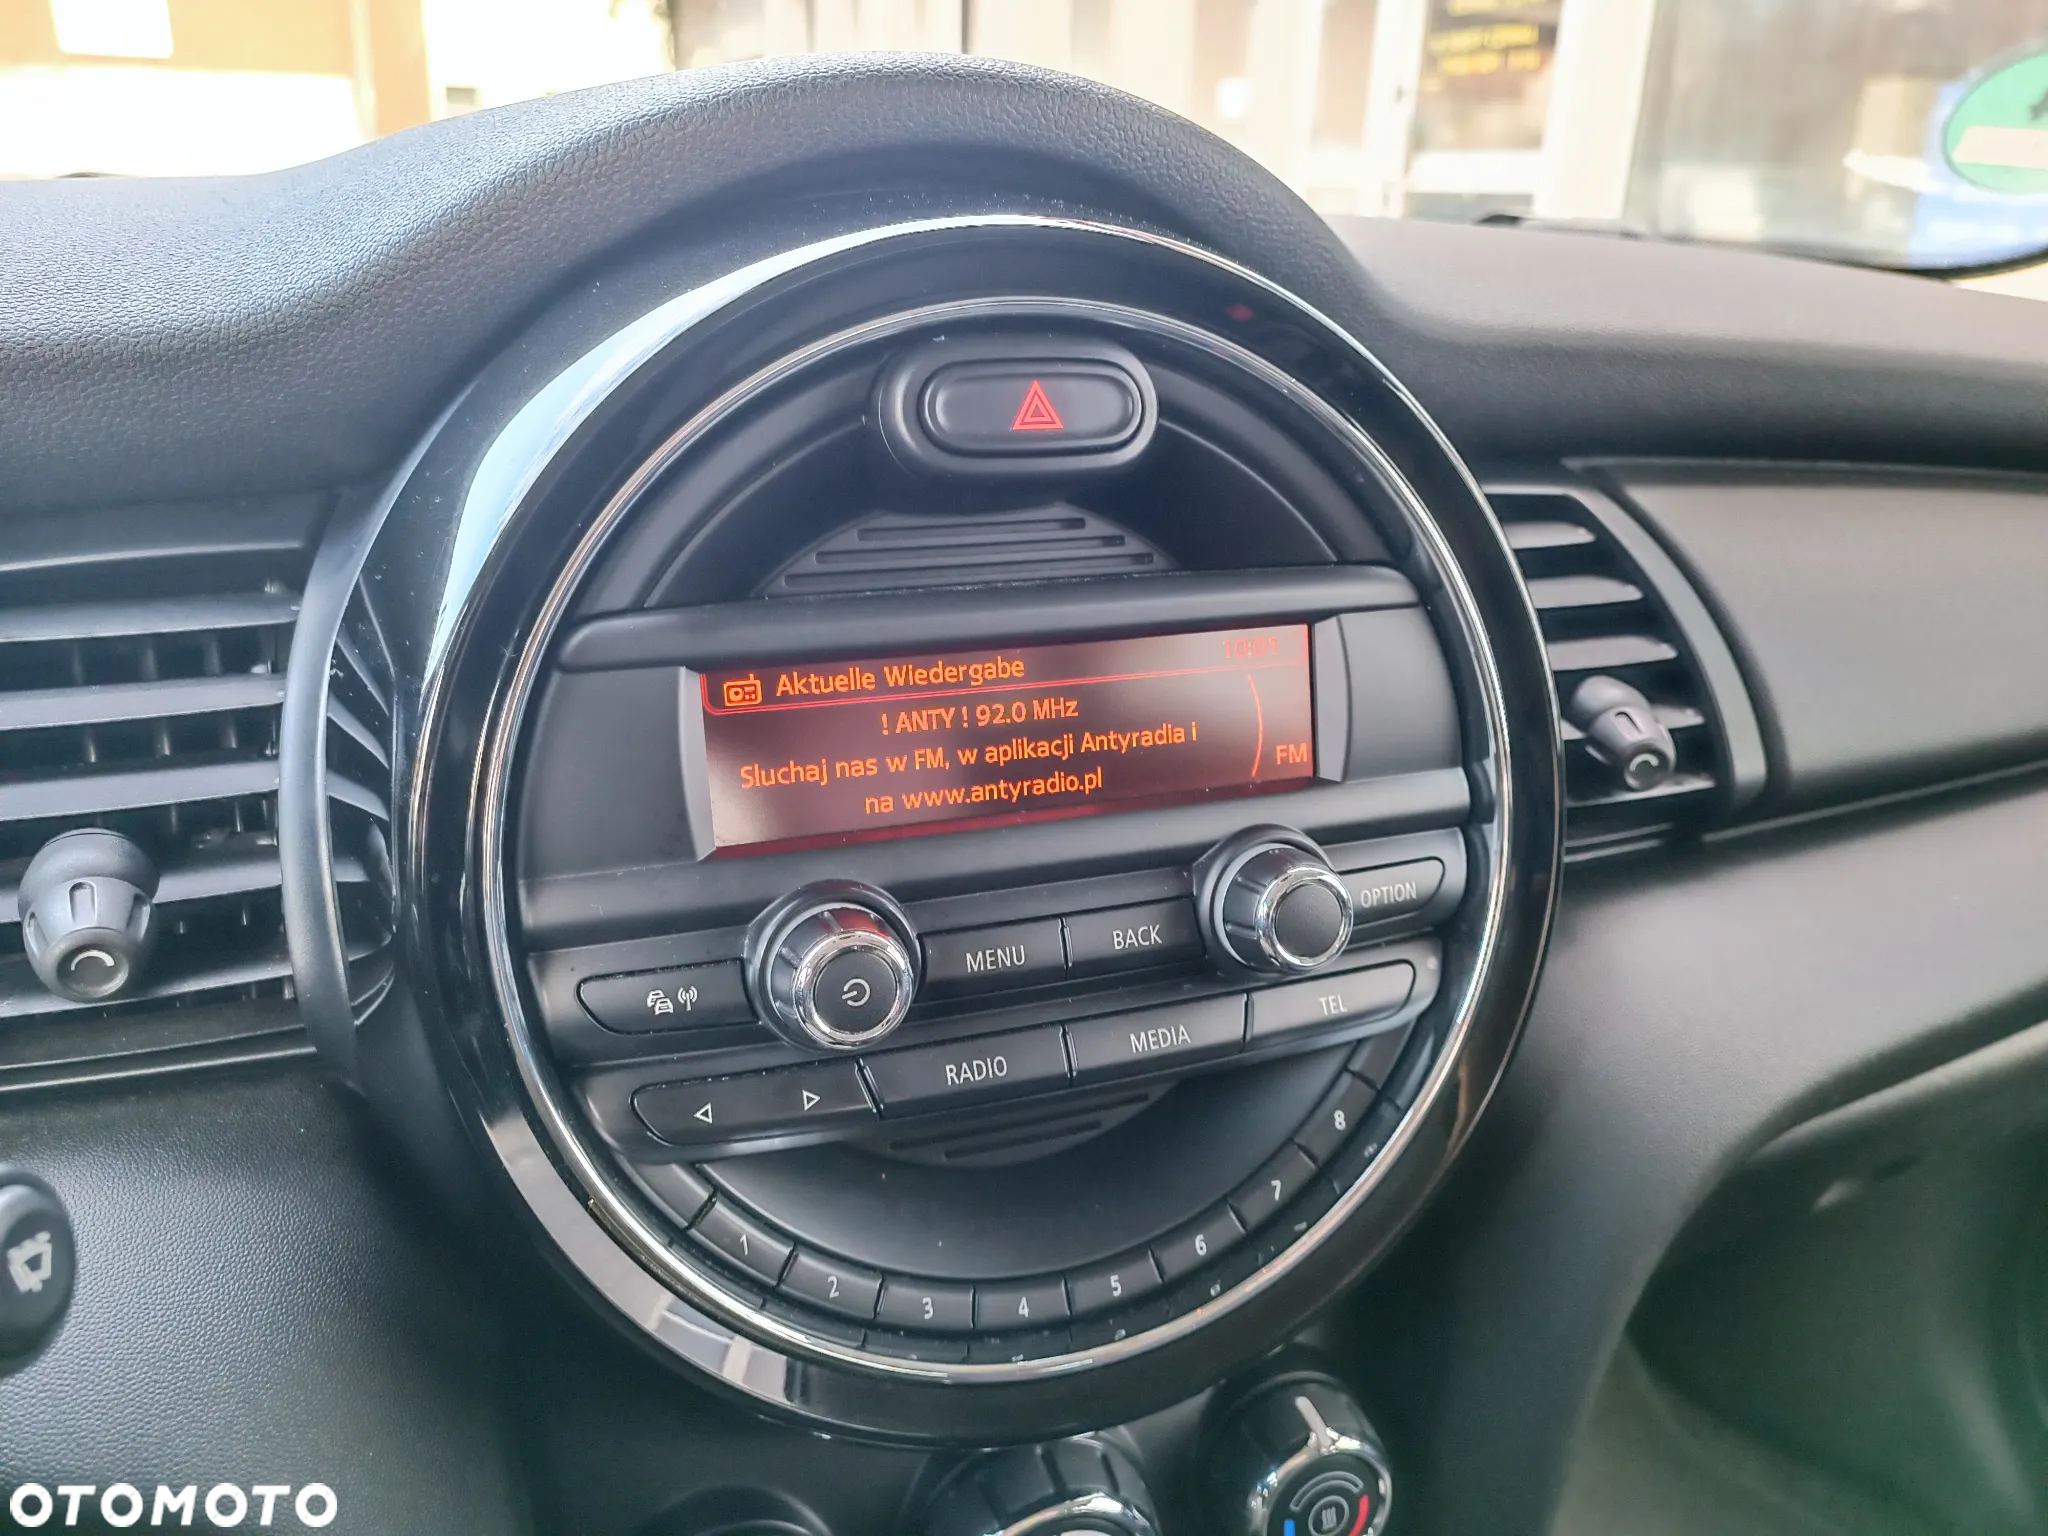 Aktuelle Wiedergabe 10:01
! ANTY ! 92.0 MHz
Sluchaj nas w FM, w aplikacji Antyradia i
na www.antyradio.pl
FM
OPTION
MENU BACK
RADIO MEDIA TEL
1 2 3 4 5 6 7 8
OTOMOTO